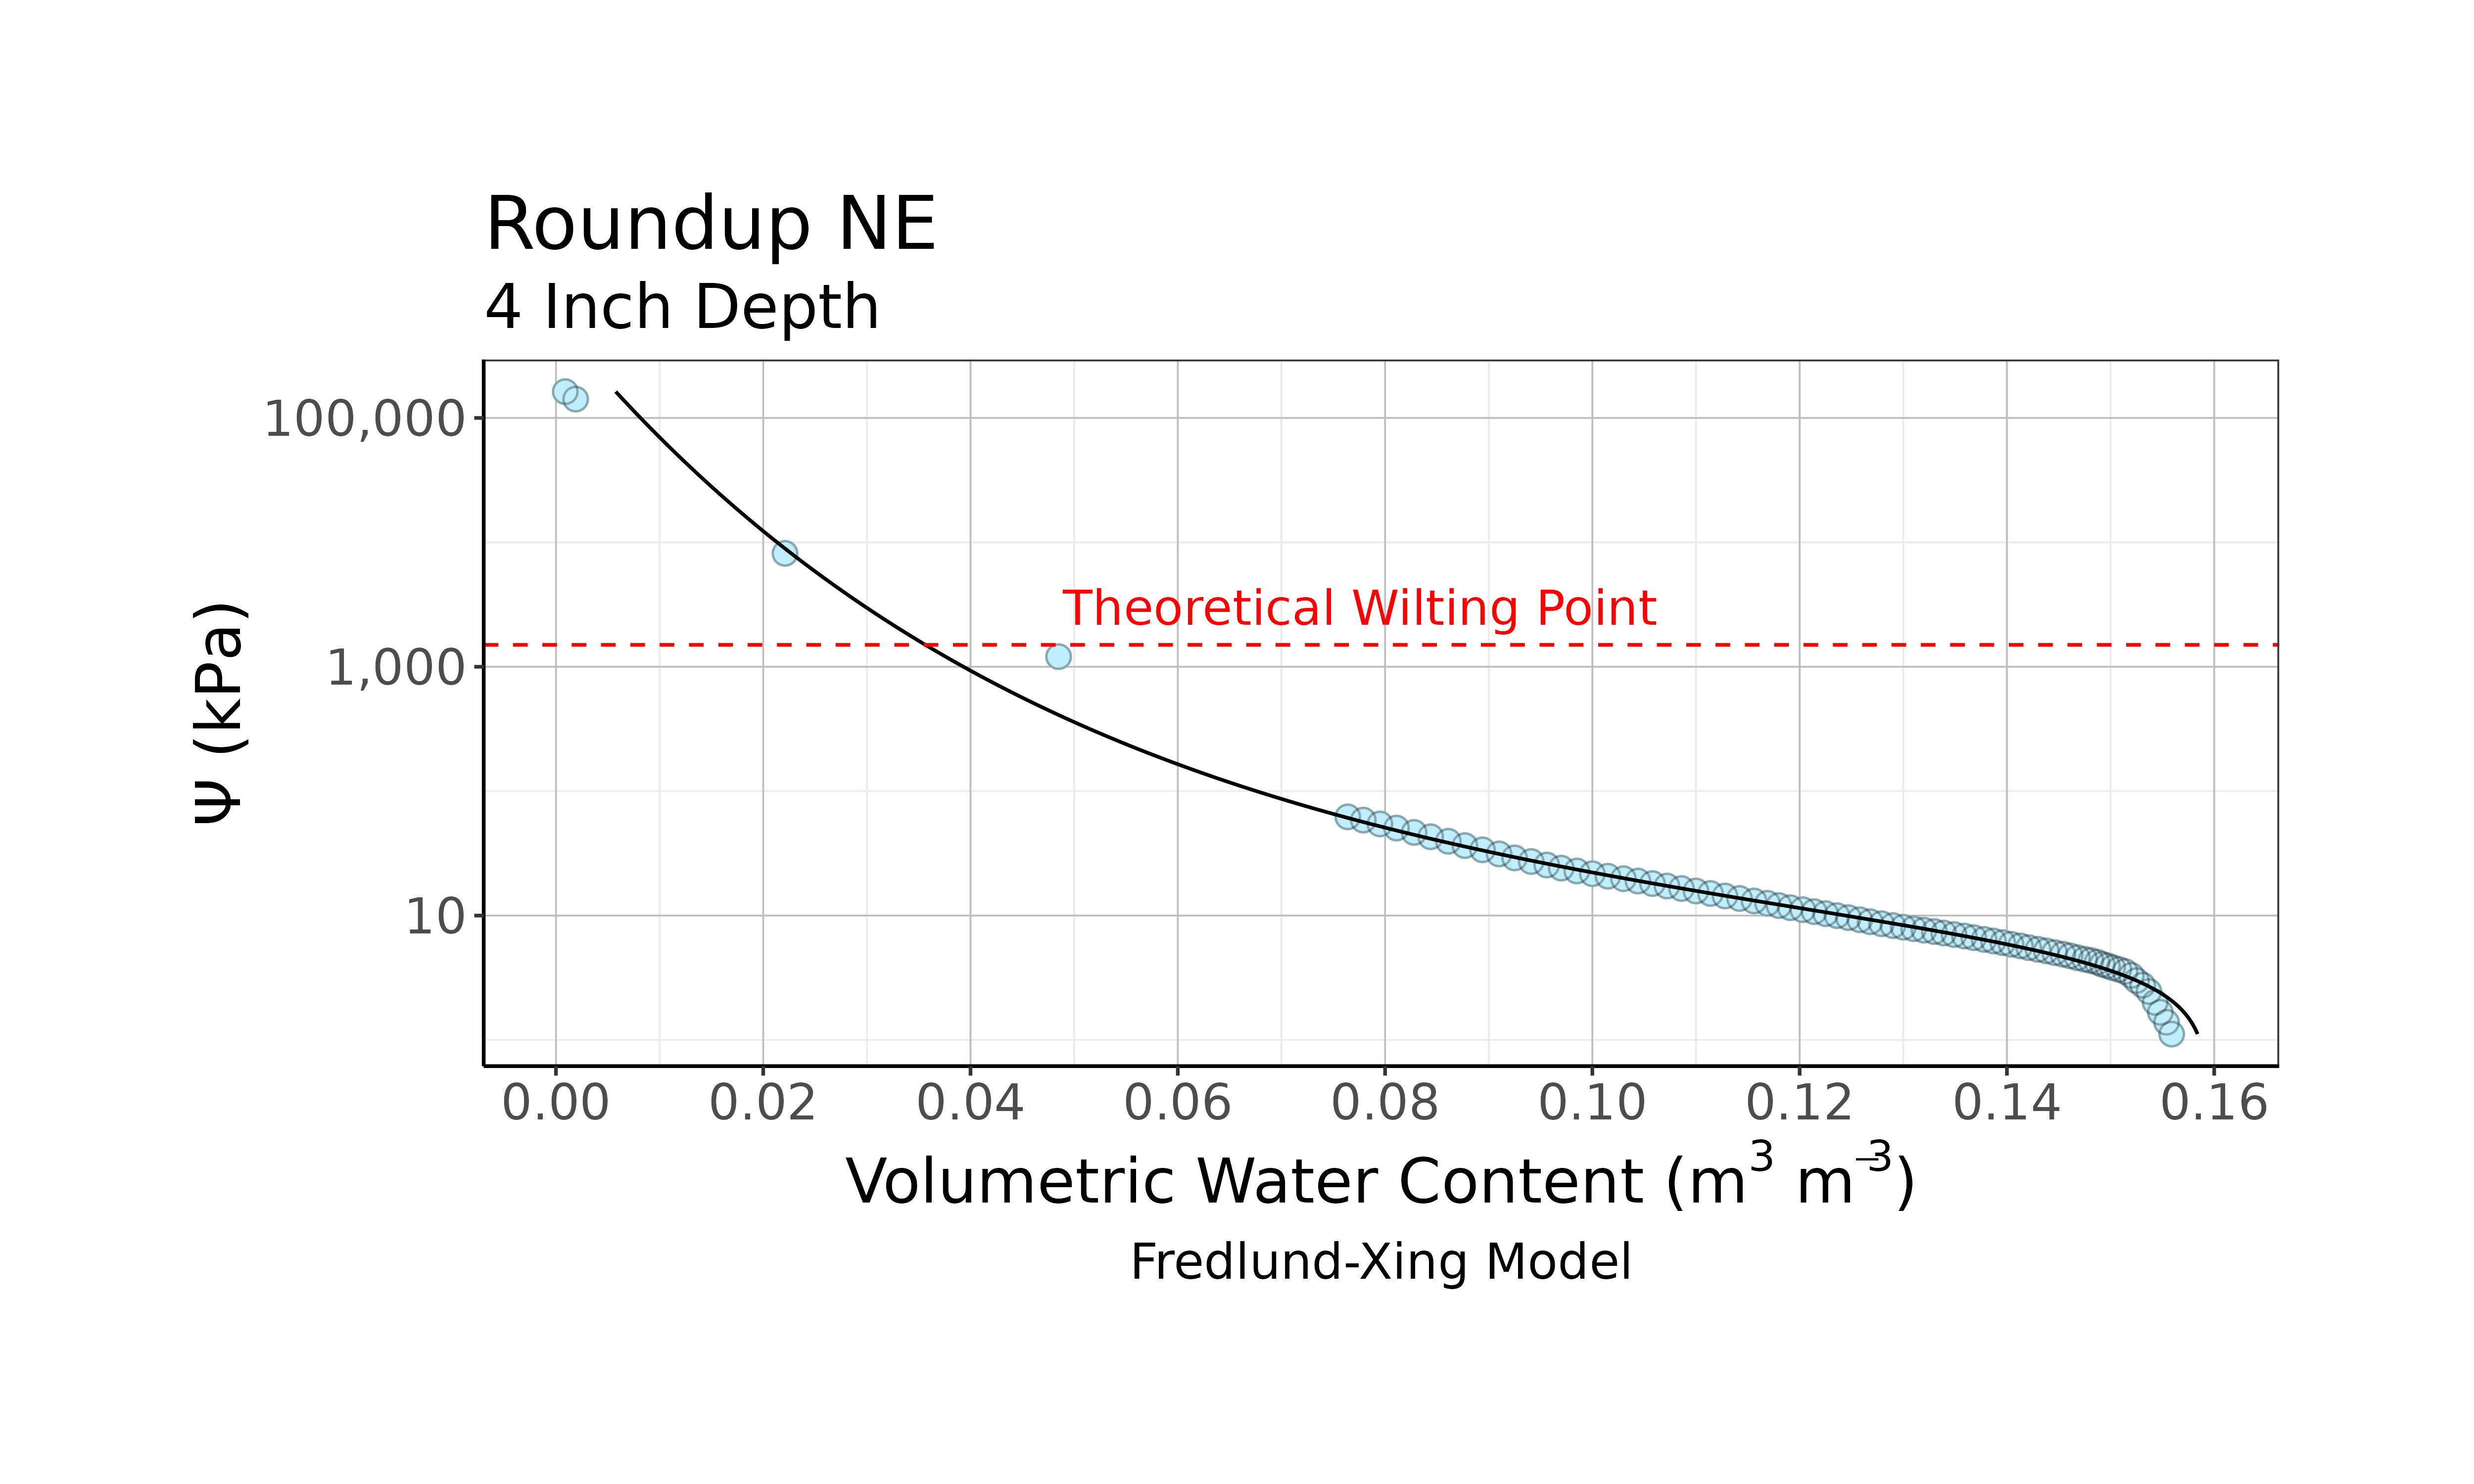 Roundup NE
4 Inch Depth
100,000
1,000
10
Ψ (kPa)
Theoretical Wilting Point
0.00 0.02 0.04 0.06 0.08 0.10 0.12 0.14 0.16
Volumetric Water Content (m³ m⁻³)
Fredlund-Xing Model